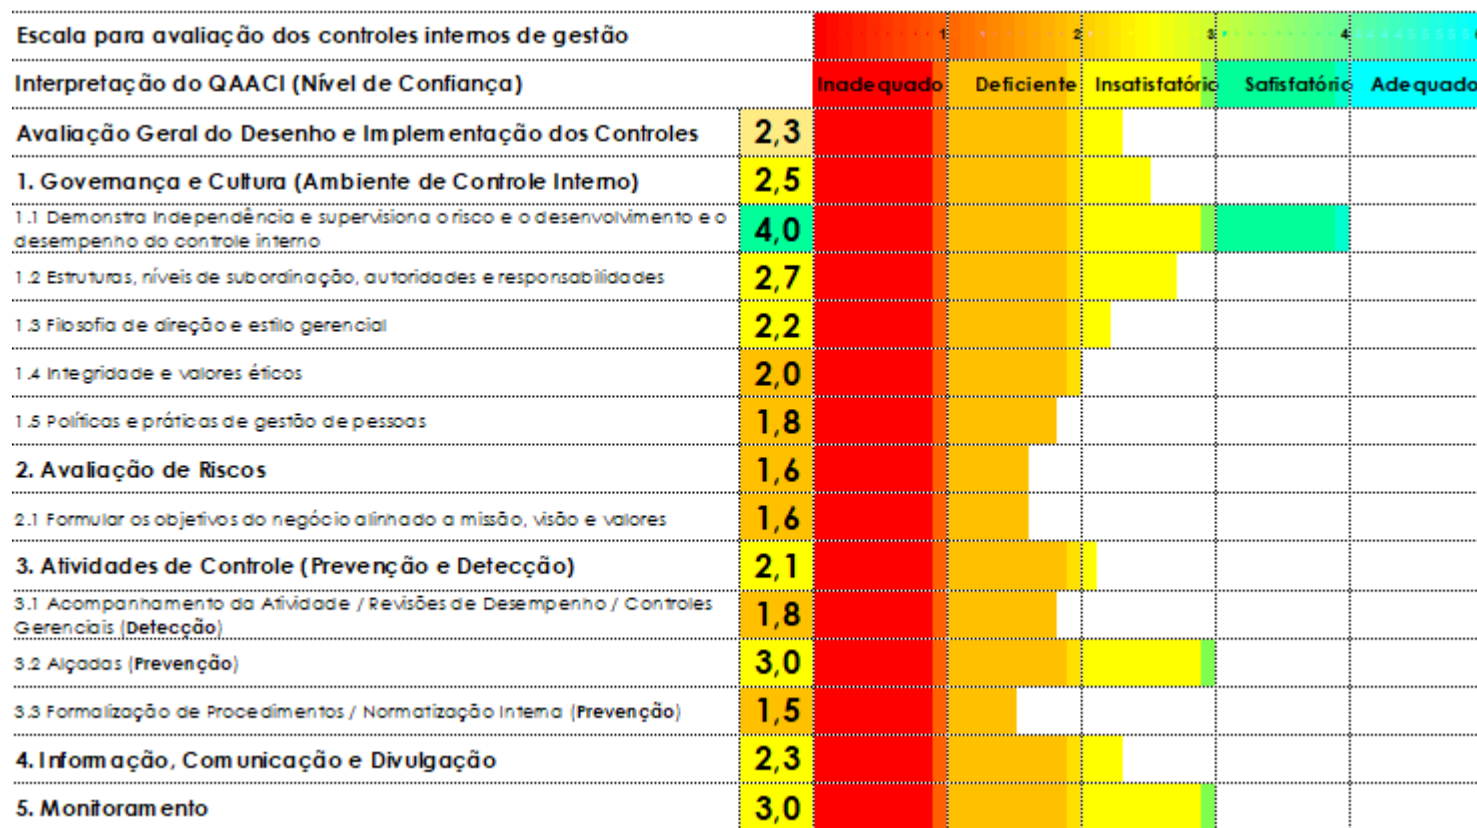 Escala para avaliação dos controles internos de gestão
1 2 3 4
Interpretação do QAACI (Nível de Confiança)
Inadequado Deficiente Insatisfatório Satisfatório Adequado
Avaliação Geral do Desenho e Implementação dos Controles 2,3
1. Governança e Cultura (Ambiente de Controle Interno) 2,5
1.1 Demonstra Independência e supervisiona o risco e o desenvolvimento e o
desempenho do controle interno 4,0
1.2 Estruturas, níveis de subordinação, autoridades e responsabilidades 2,7
1.3 Filosofia de direção e estilo gerencial 2,2
1.4 Integridade e valores éticos 2,0
1.5 Políticas e práticas de gestão de pessoas 1,8
2. Avaliação de Riscos 1,6
2.1 Formular os objetivos do negócio alinhado a missão, visão e valores 1,6
3. Atividades de Controle (Prevenção e Detecção) 2,1
3.1 Acompanhamento da Atividade / Revisões de Desempenho / Controles
Gerenciais (Detecção) 1,8
3.2 Alçadas (Prevenção) 3,0
3.3 Formalização de Procedimentos / Normatização Interna (Prevenção) 1,5
4. Informação, Comunicação e Divulgação 2,3
5. Monitoramento 3,0